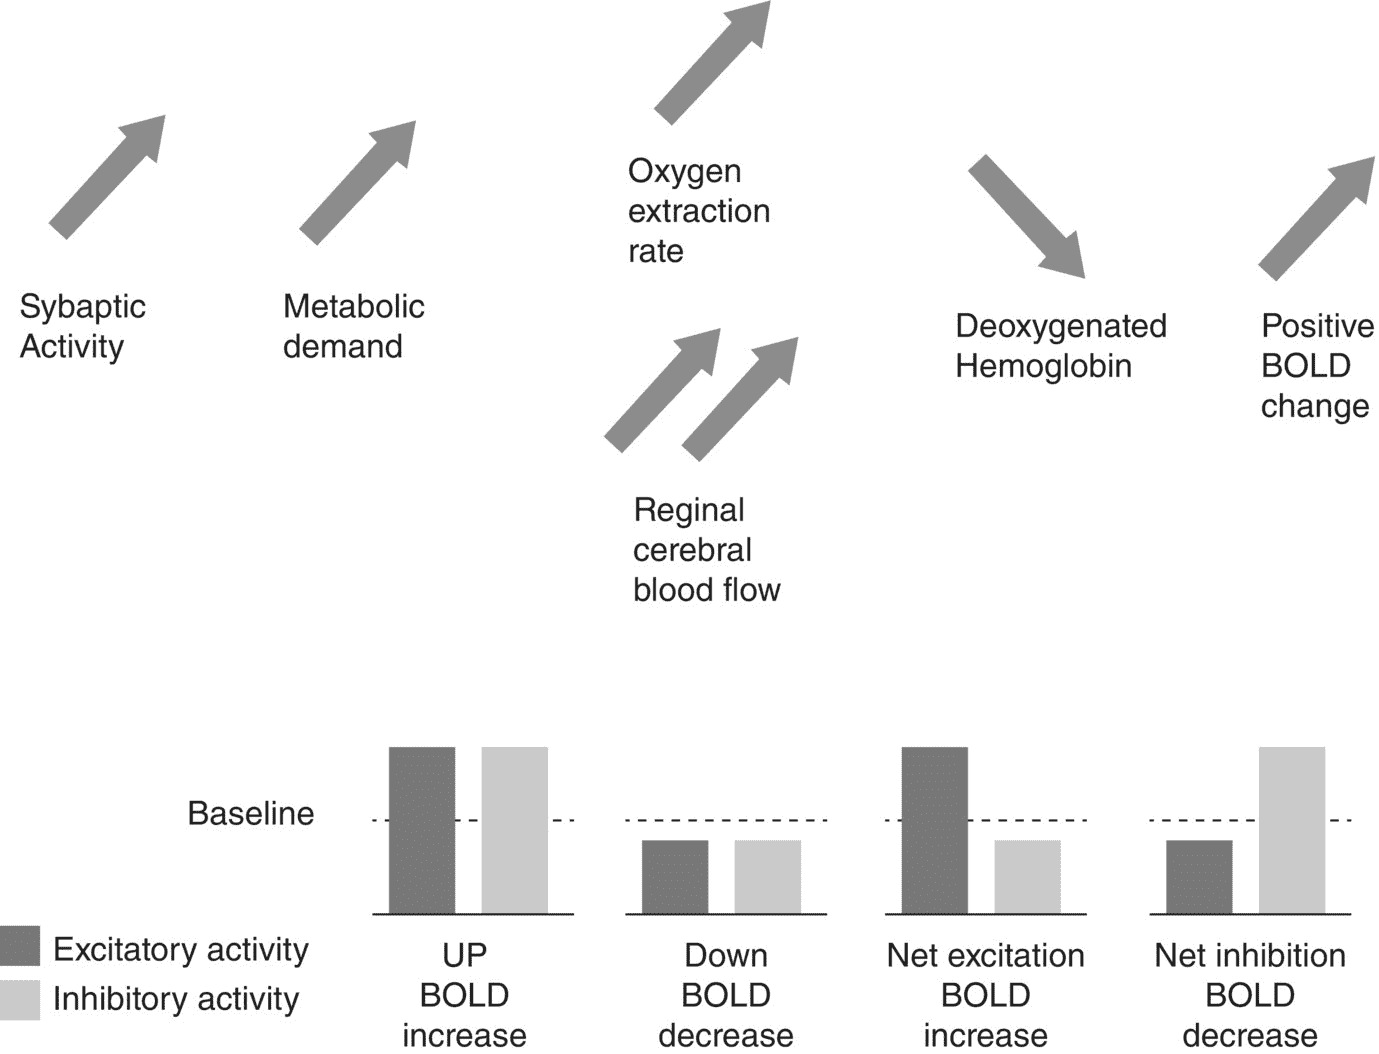 Sybaptic
Activity
Metabolic
demand
Oxygen
extraction
rate
Reginal
cerebral
blood flow
Deoxygenated
Hemoglobin
Positive
BOLD
change
Baseline
Excitatory activity
Inhibitory activity
UP
BOLD
increase
Down
BOLD
decrease
Net excitation
BOLD
increase
Net inhibition
BOLD
decrease